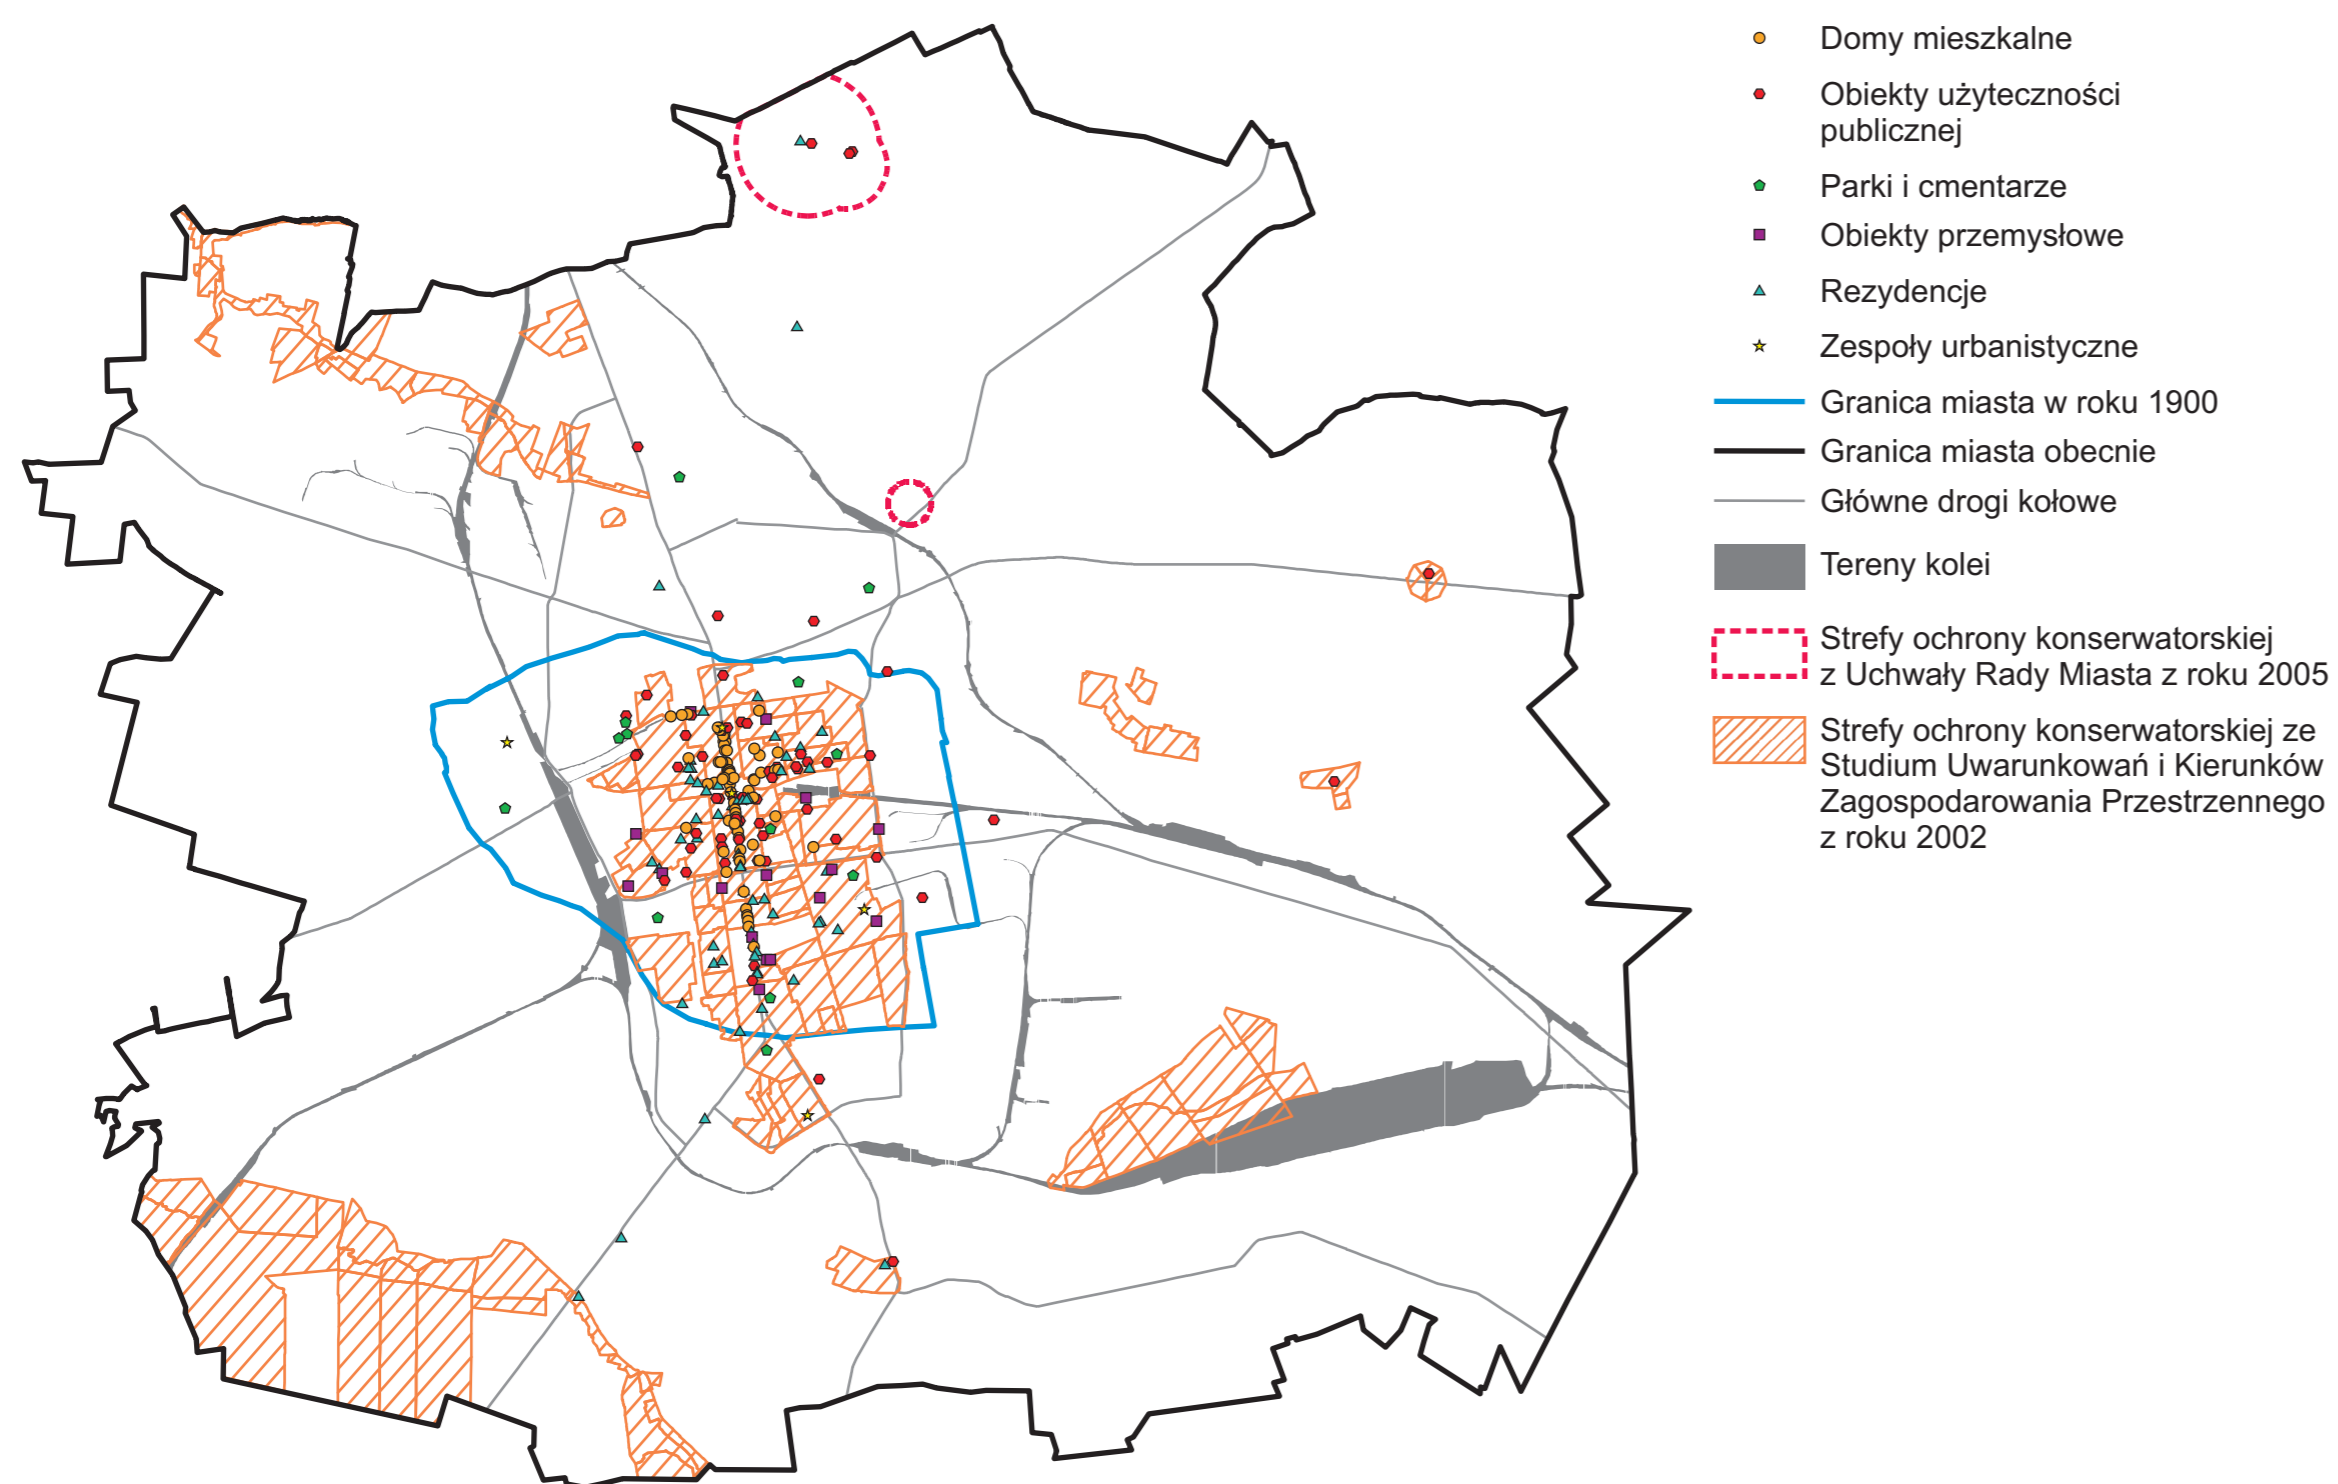 Domy mieszkalne
Obiekty użyteczności
publicznej
Parki i cmentarze
Obiekty przemysłowe
Rezydencje
Zespoły urbanistyczne
Granica miasta w roku 1900
Granica miasta obecnie
Główne drogi kołowe
Tereny kolei
Strefy ochrony konserwatorskiej
z Uchwały Rady Miasta z roku 2005
Strefy ochrony konserwatorskiej ze
Studium Uwarunkowań i Kierunków
Zagospodarowania Przestrzennego
z roku 2002